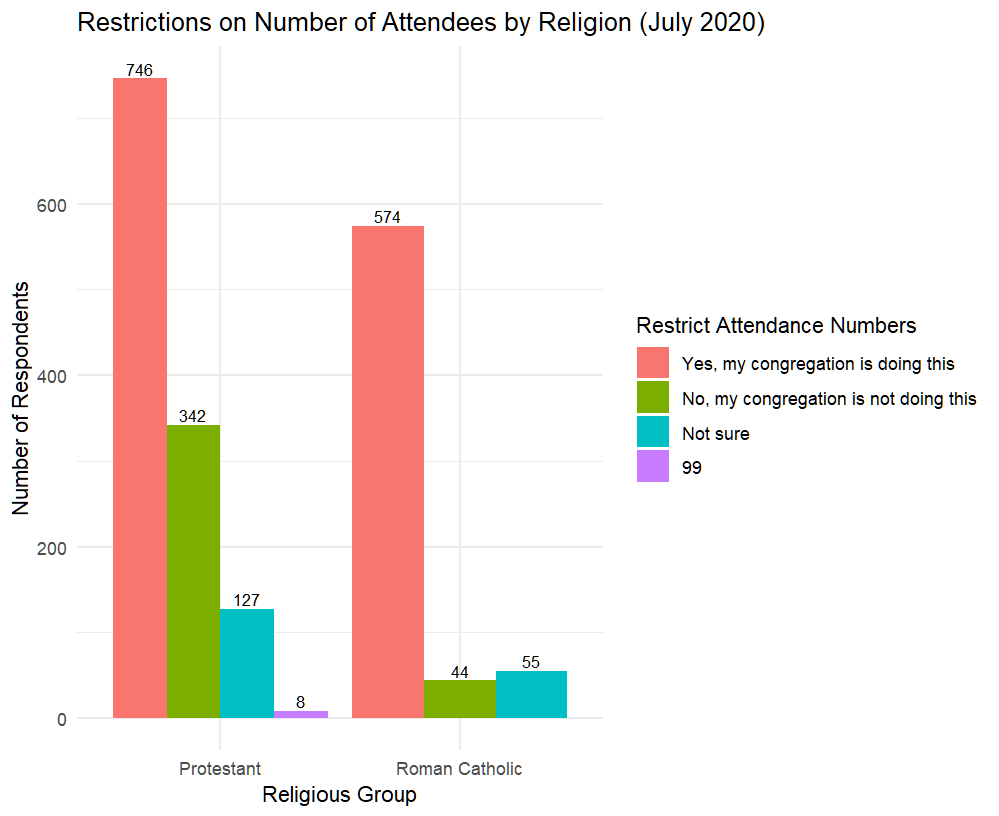 Restrictions on Number of Attendees by Religion (July 2020)
746
574
342
127
8
44
55
600
400
200
0
Number of Respondents
Protestant
Roman Catholic
Religious Group
Restrict Attendance Numbers
Yes, my congregation is doing this
No, my congregation is not doing this
Not sure
99